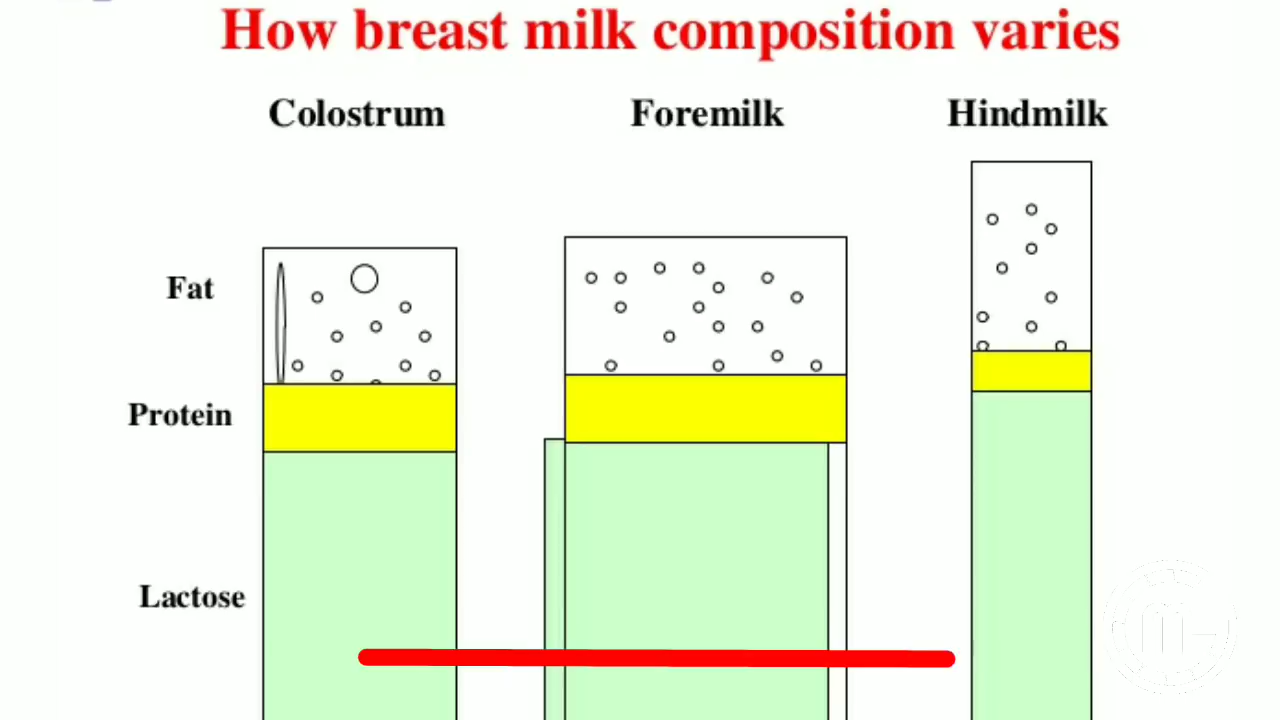 How breast milk composition varies
Colostrum Foremilk Hindmilk
Fat
Protein
Lactose